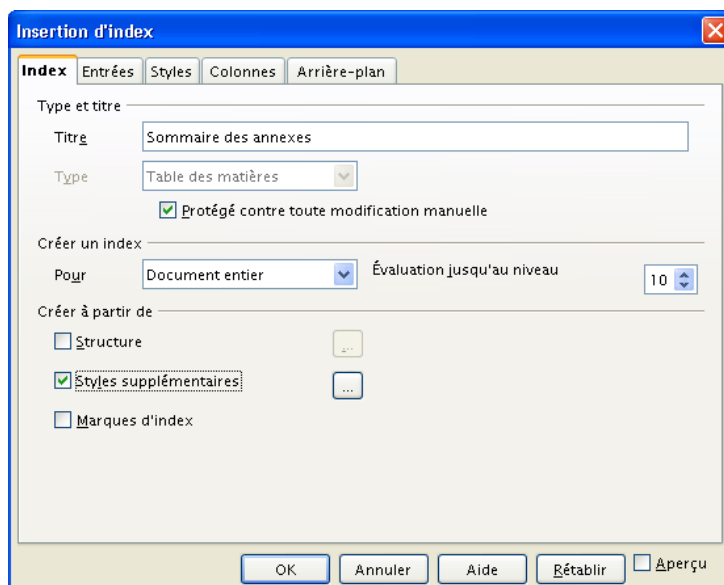 Insertion d'index
Index Entrées Styles Colonnes Arrière-plan
Type et titre
Titre Sommaire des annexes
Type Table des matières
Protégé contre toute modification manuelle
Créer un index
Pour Document entier Évaluation jusqu'au niveau 10
Créer à partir de
Structure ...
Styles supplémentaires ...
Marques d'index
OK Annuler Aide Rétablir Aperçu